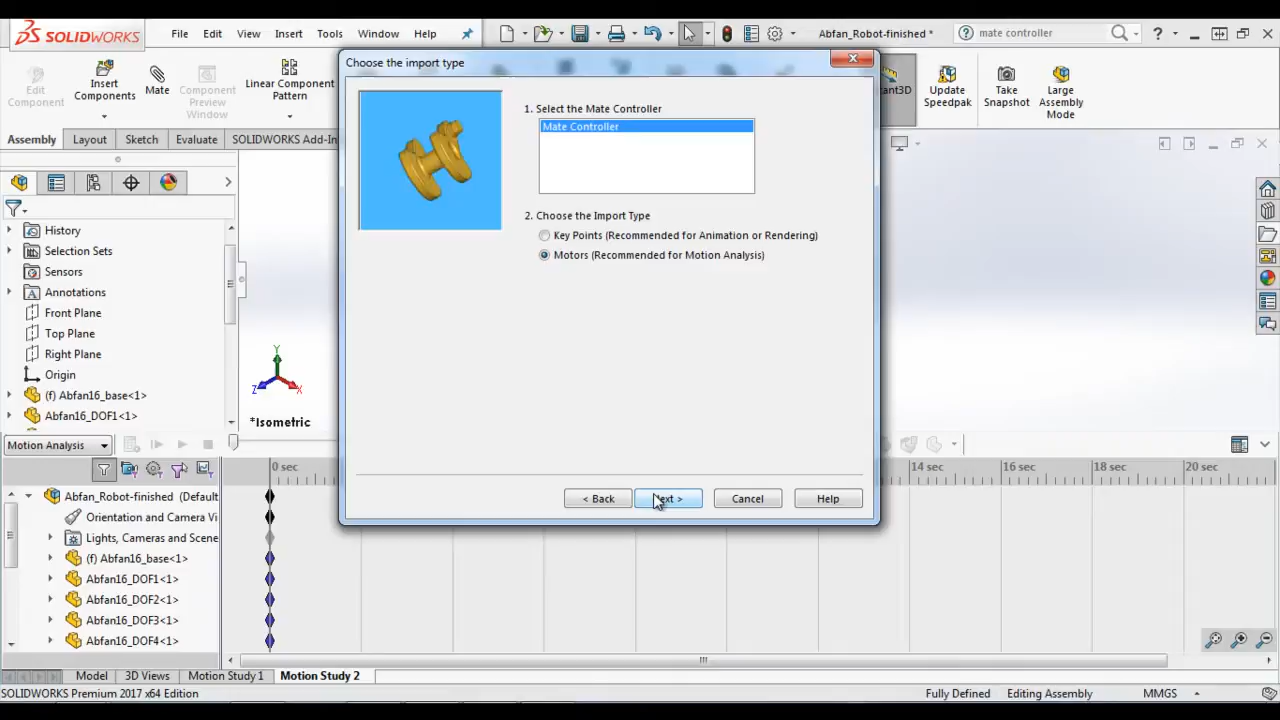 SOLIDWORKS File Edit View Insert Tools Window Help Abfan_Robot-finished * mate controller
Edit Component
Insert Components
Mate
Component Preview Window
Linear Component Pattern
Update Speedpak
Take Snapshot
Large Assembly Mode
Assembly Layout Sketch Evaluate SOLIDWORKS Add-In
Choose the import type
1. Select the Mate Controller
Mate Controller
2. Choose the Import Type
Key Points (Recommended for Animation or Rendering)
Motors (Recommended for Motion Analysis)
< Back
Cancel
Help
History
Selection Sets
Sensors
Annotations
Front Plane
Top Plane
Right Plane
Origin
(f) Abfan16_base<1>
Abfan16_DOF1<1>
Y
Z X
*Isometric
Motion Analysis
0 sec 14 sec 16 sec 18 sec 20 sec
Abfan_Robot-finished (Default
Orientation and Camera Vi
Lights, Cameras and Scene
(f) Abfan16_base<1>
Abfan16_DOF1<1>
Abfan16_DOF2<1>
Abfan16_DOF3<1>
Abfan16_DOF4<1>
Model 3D Views Motion Study 1 Motion Study 2
SOLIDWORKS Premium 2017 x64 Edition Fully Defined Editing Assembly MMGS